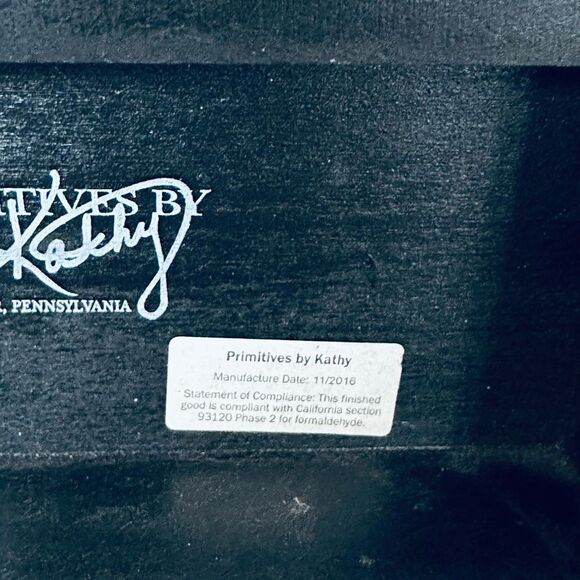 ITIVES BY
Kathy
R, PENNSYLVANIA
Primitives by Kathy
Manufacture Date: 11/2016
Statement of Compliance: This finished
good is compliant with California section
93120 Phase 2 for formaldehyde.